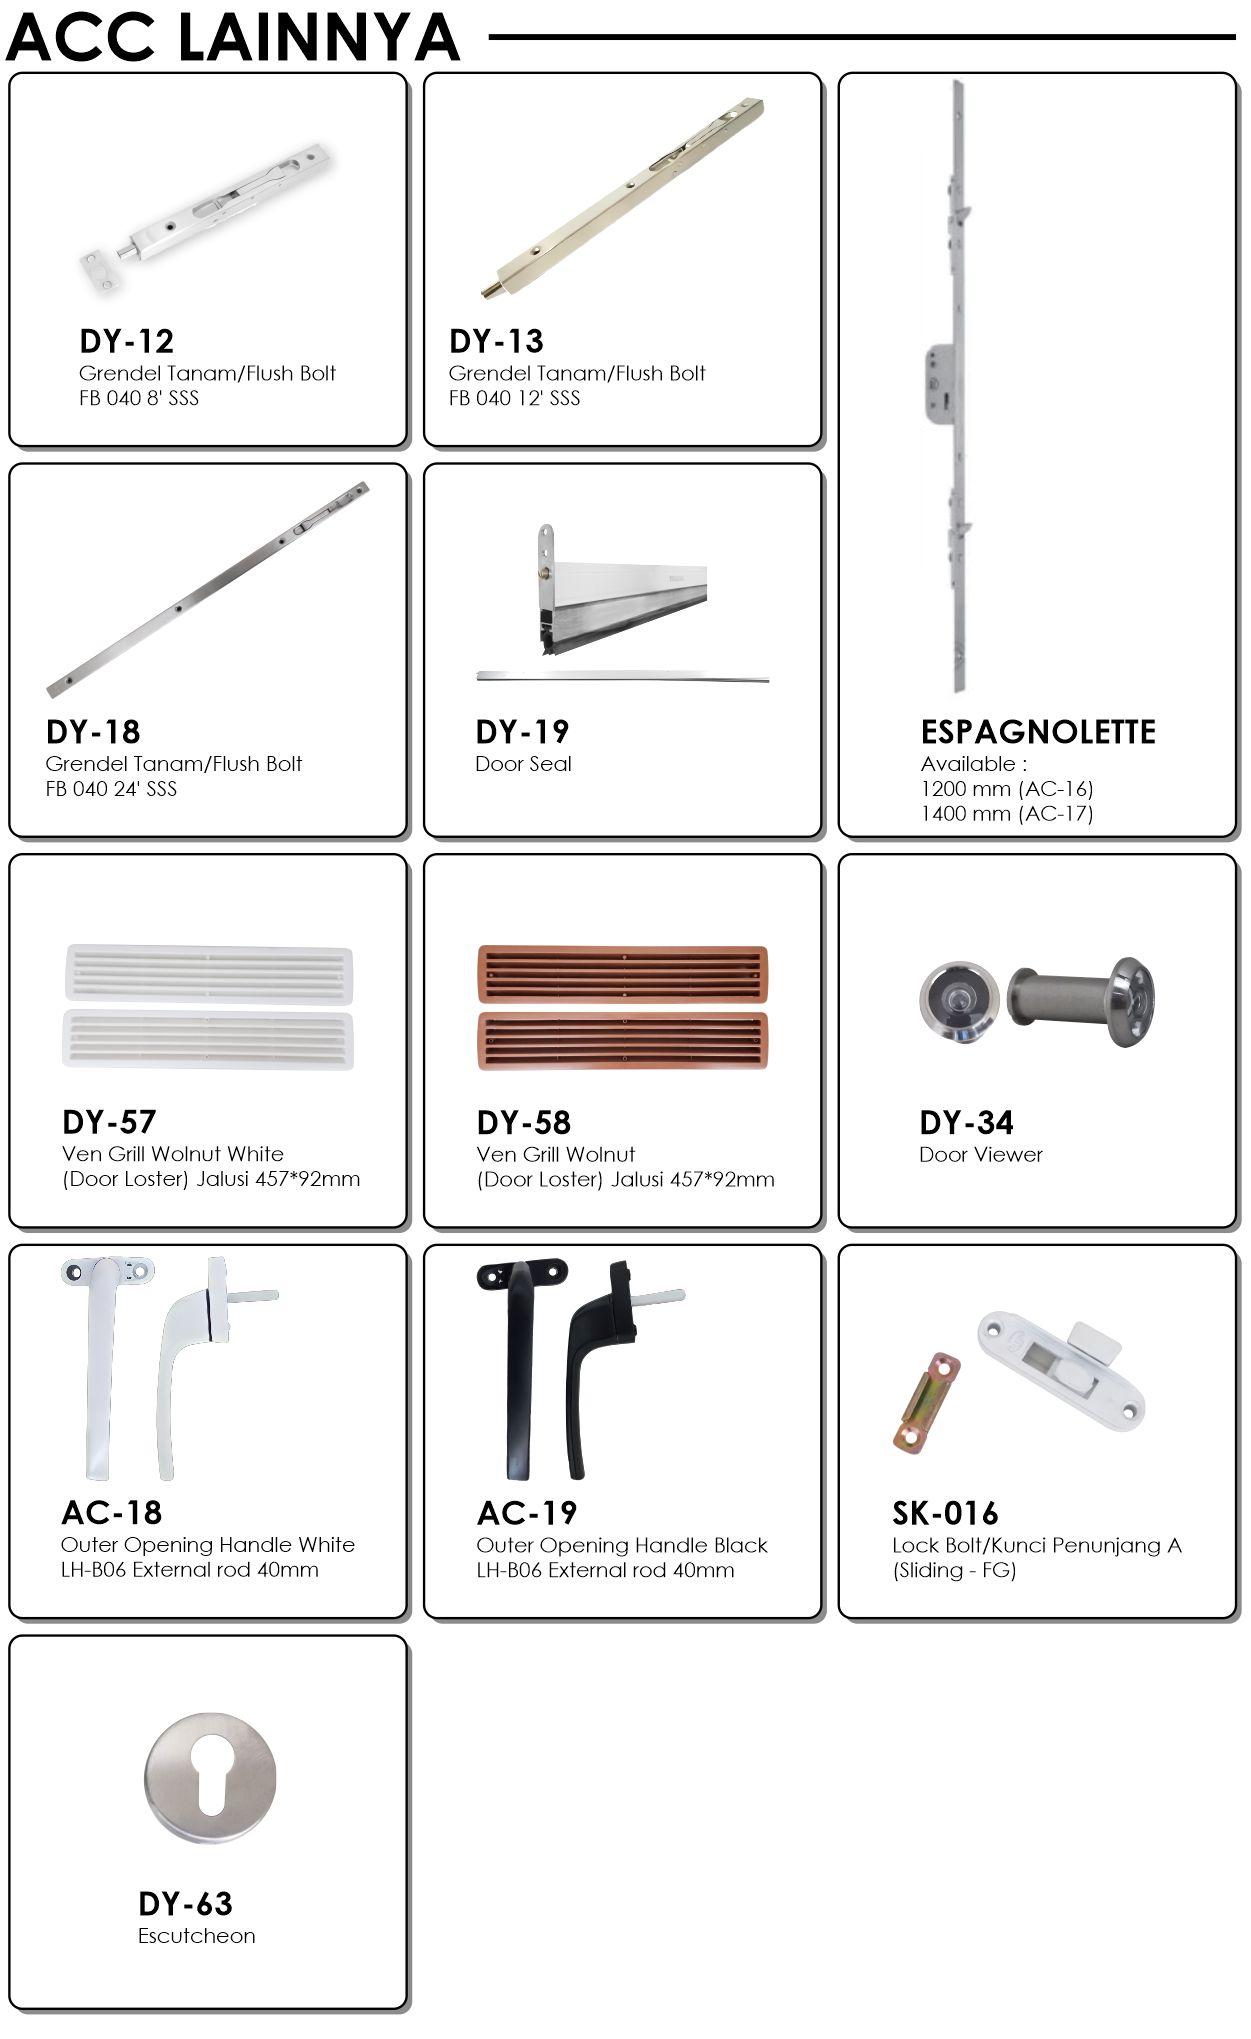 ACC LAINNYA
DY-12
Grendel Tanam/Flush Bolt
FB 040 8' SSS
DY-13
Grendel Tanam/Flush Bolt
FB 040 12' SSS
DY-18
Grendel Tanam/Flush Bolt
FB 040 24' SSS
DY-19
Door Seal
ESPAGNOLETTE
Available :
1200 mm (AC-16)
1400 mm (AC-17)
DY-57
Ven Grill Wolnut White
(Door Loster) Jalusi 457*92mm
DY-58
Ven Grill Wolnut
(Door Loster) Jalusi 457*92mm
DY-34
Door Viewer
AC-18
Outer Opening Handle White
LH-B06 External rod 40mm
AC-19
Outer Opening Handle Black
LH-B06 External rod 40mm
SK-016
Lock Bolt/Kunci Penunjang A
(Sliding - FG)
DY-63
Escutcheon